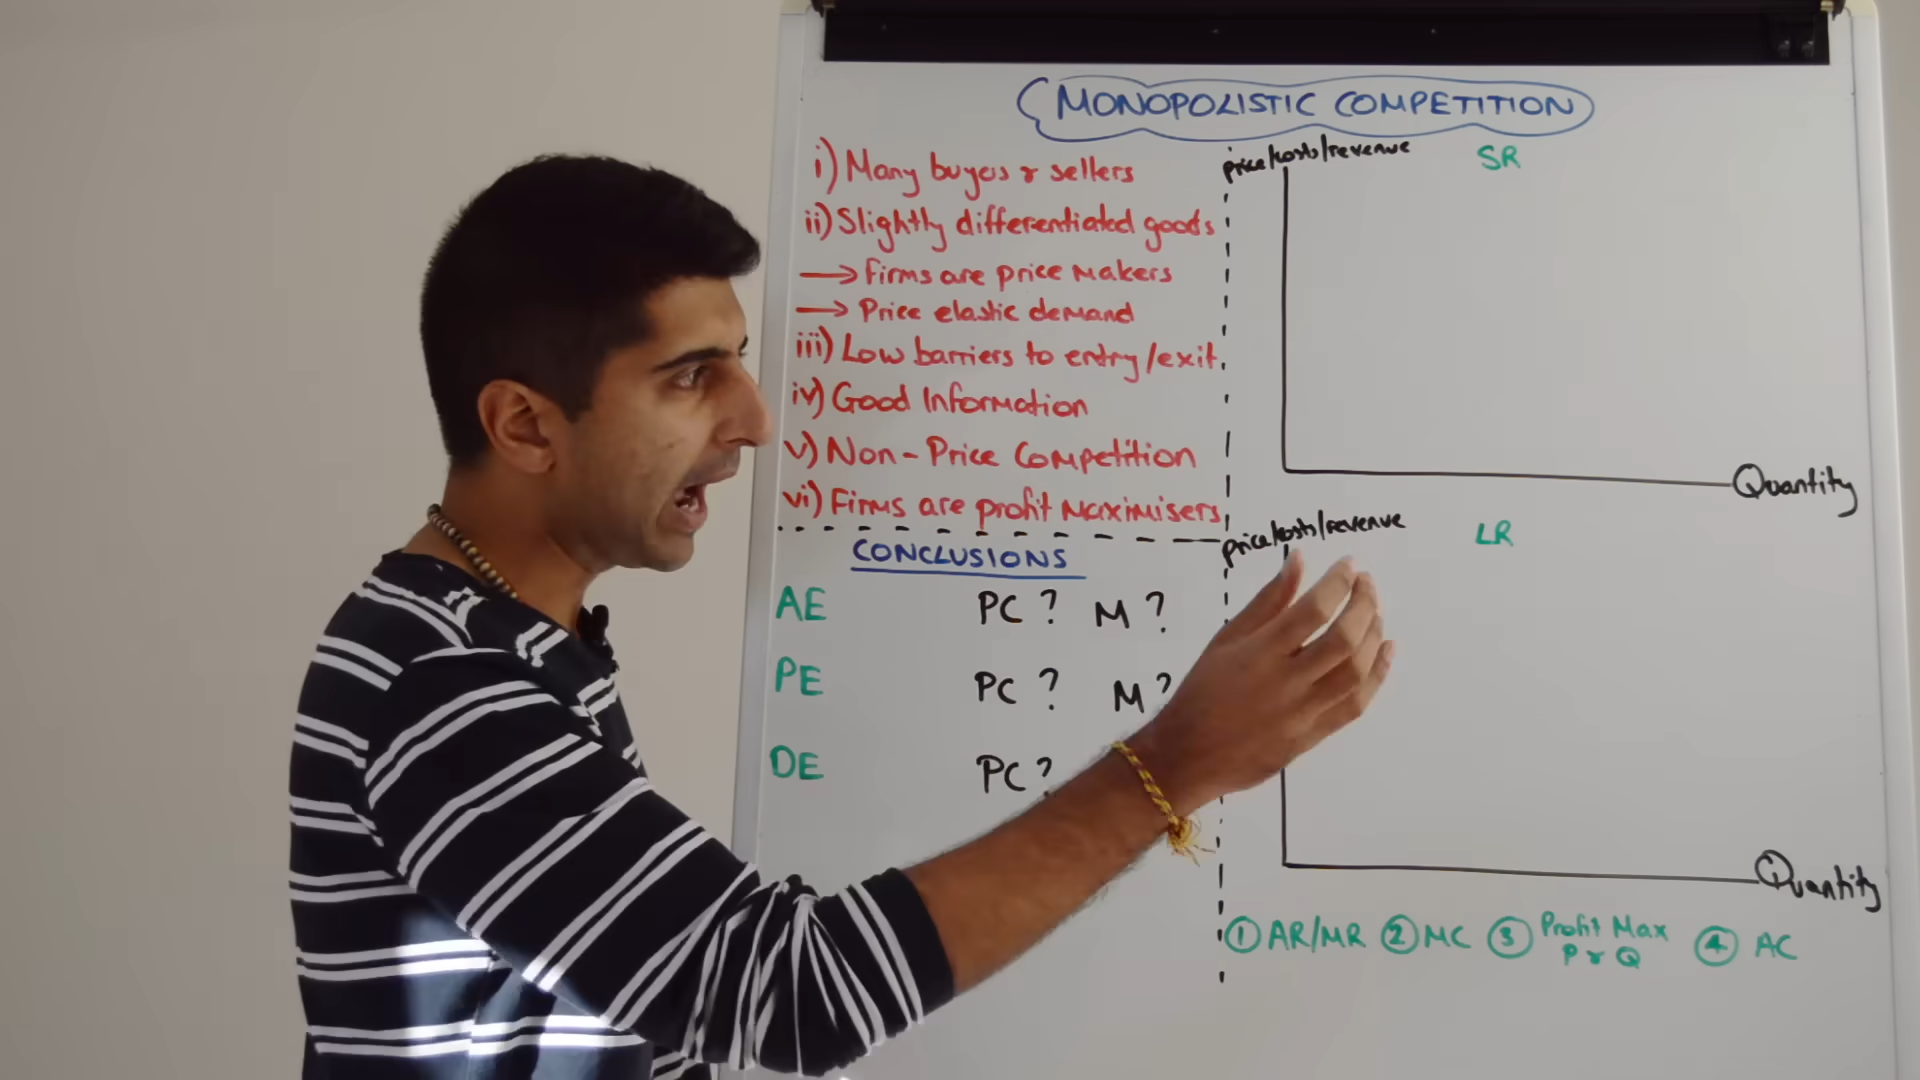 MONOPOLISTIC COMPETITION
i) Many buyers & sellers
ii) Slightly differentiated goods
→ Firms are price makers
→ Price elastic demand
iii) Low barriers to entry/exit
iv) Good Information
v) Non-Price Competition
vi) Firms are profit maximisers
CONCLUSIONS
AE PC ? M ?
PE PC ? M ?
DE PC ?
price/costs/revenue SR
Quantity
price/costs/revenue LR
Quantity
① AR/MR ② MC ③ Profit Max P & Q ④ AC